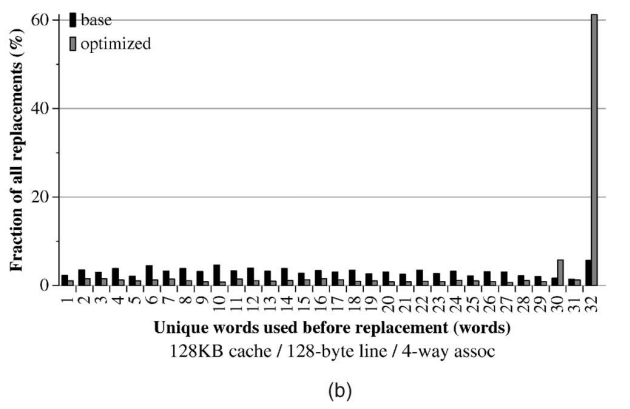 base
optimized
Fraction of all replacements (%)
60
40
20
0
1 2 3 4 5 6 7 8 9 10 11 12 13 14 15 16 17 18 19 20 21 22 23 24 25 26 27 28 29 30 31 32
Unique words used before replacement (words)
128KB cache / 128-byte line / 4-way assoc
(b)